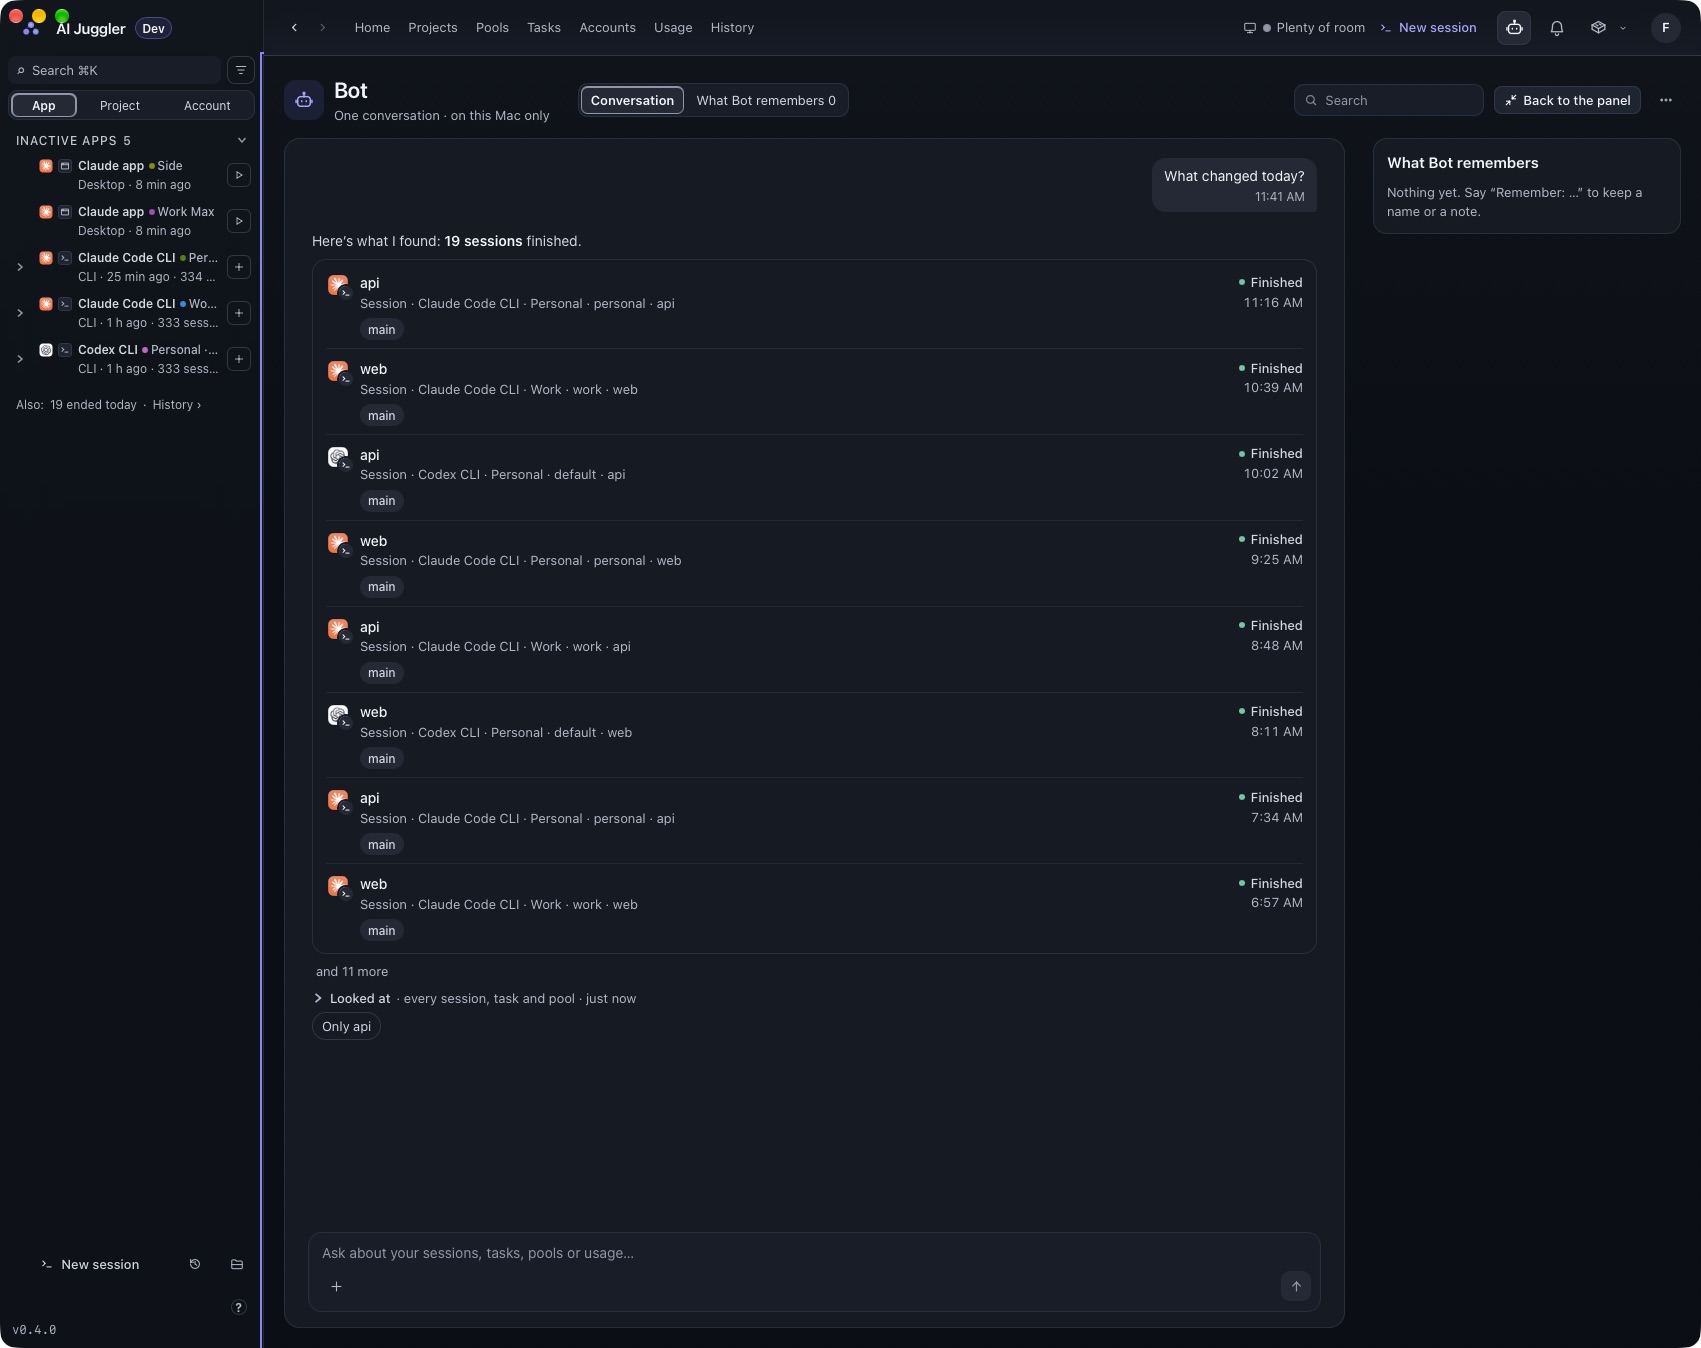 AI Juggler Dev
Search ⌘K
App Project Account
INACTIVE APPS 5
Claude app Side
Desktop · 8 min ago
Claude app Work Max
Desktop · 8 min ago
Claude Code CLI Per...
CLI · 25 min ago · 334 ...
Claude Code CLI Wo...
CLI · 1 h ago · 333 sess...
Codex CLI Personal ·...
CLI · 1 h ago · 333 sess...
Also: 19 ended today · History ›
New session
?
v0.4.0
Home Projects Pools Tasks Accounts Usage History
Plenty of room
New session
F
Bot
One conversation · on this Mac only
Conversation What Bot remembers 0
Search
Back to the panel
What changed today?
11:41 AM
Here's what I found: 19 sessions finished.
api Finished
Session · Claude Code CLI · Personal · personal · api 11:16 AM
main
web Finished
Session · Claude Code CLI · Work · work · web 10:39 AM
main
api Finished
Session · Codex CLI · Personal · default · api 10:02 AM
main
web Finished
Session · Claude Code CLI · Personal · personal · web 9:25 AM
main
api Finished
Session · Claude Code CLI · Work · work · api 8:48 AM
main
web Finished
Session · Codex CLI · Personal · default · web 8:11 AM
main
api Finished
Session · Claude Code CLI · Personal · personal · api 7:34 AM
main
web Finished
Session · Claude Code CLI · Work · work · web 6:57 AM
main
and 11 more
Looked at · every session, task and pool · just now
Only api
Ask about your sessions, tasks, pools or usage...
What Bot remembers
Nothing yet. Say “Remember: ...” to keep a
name or a note.